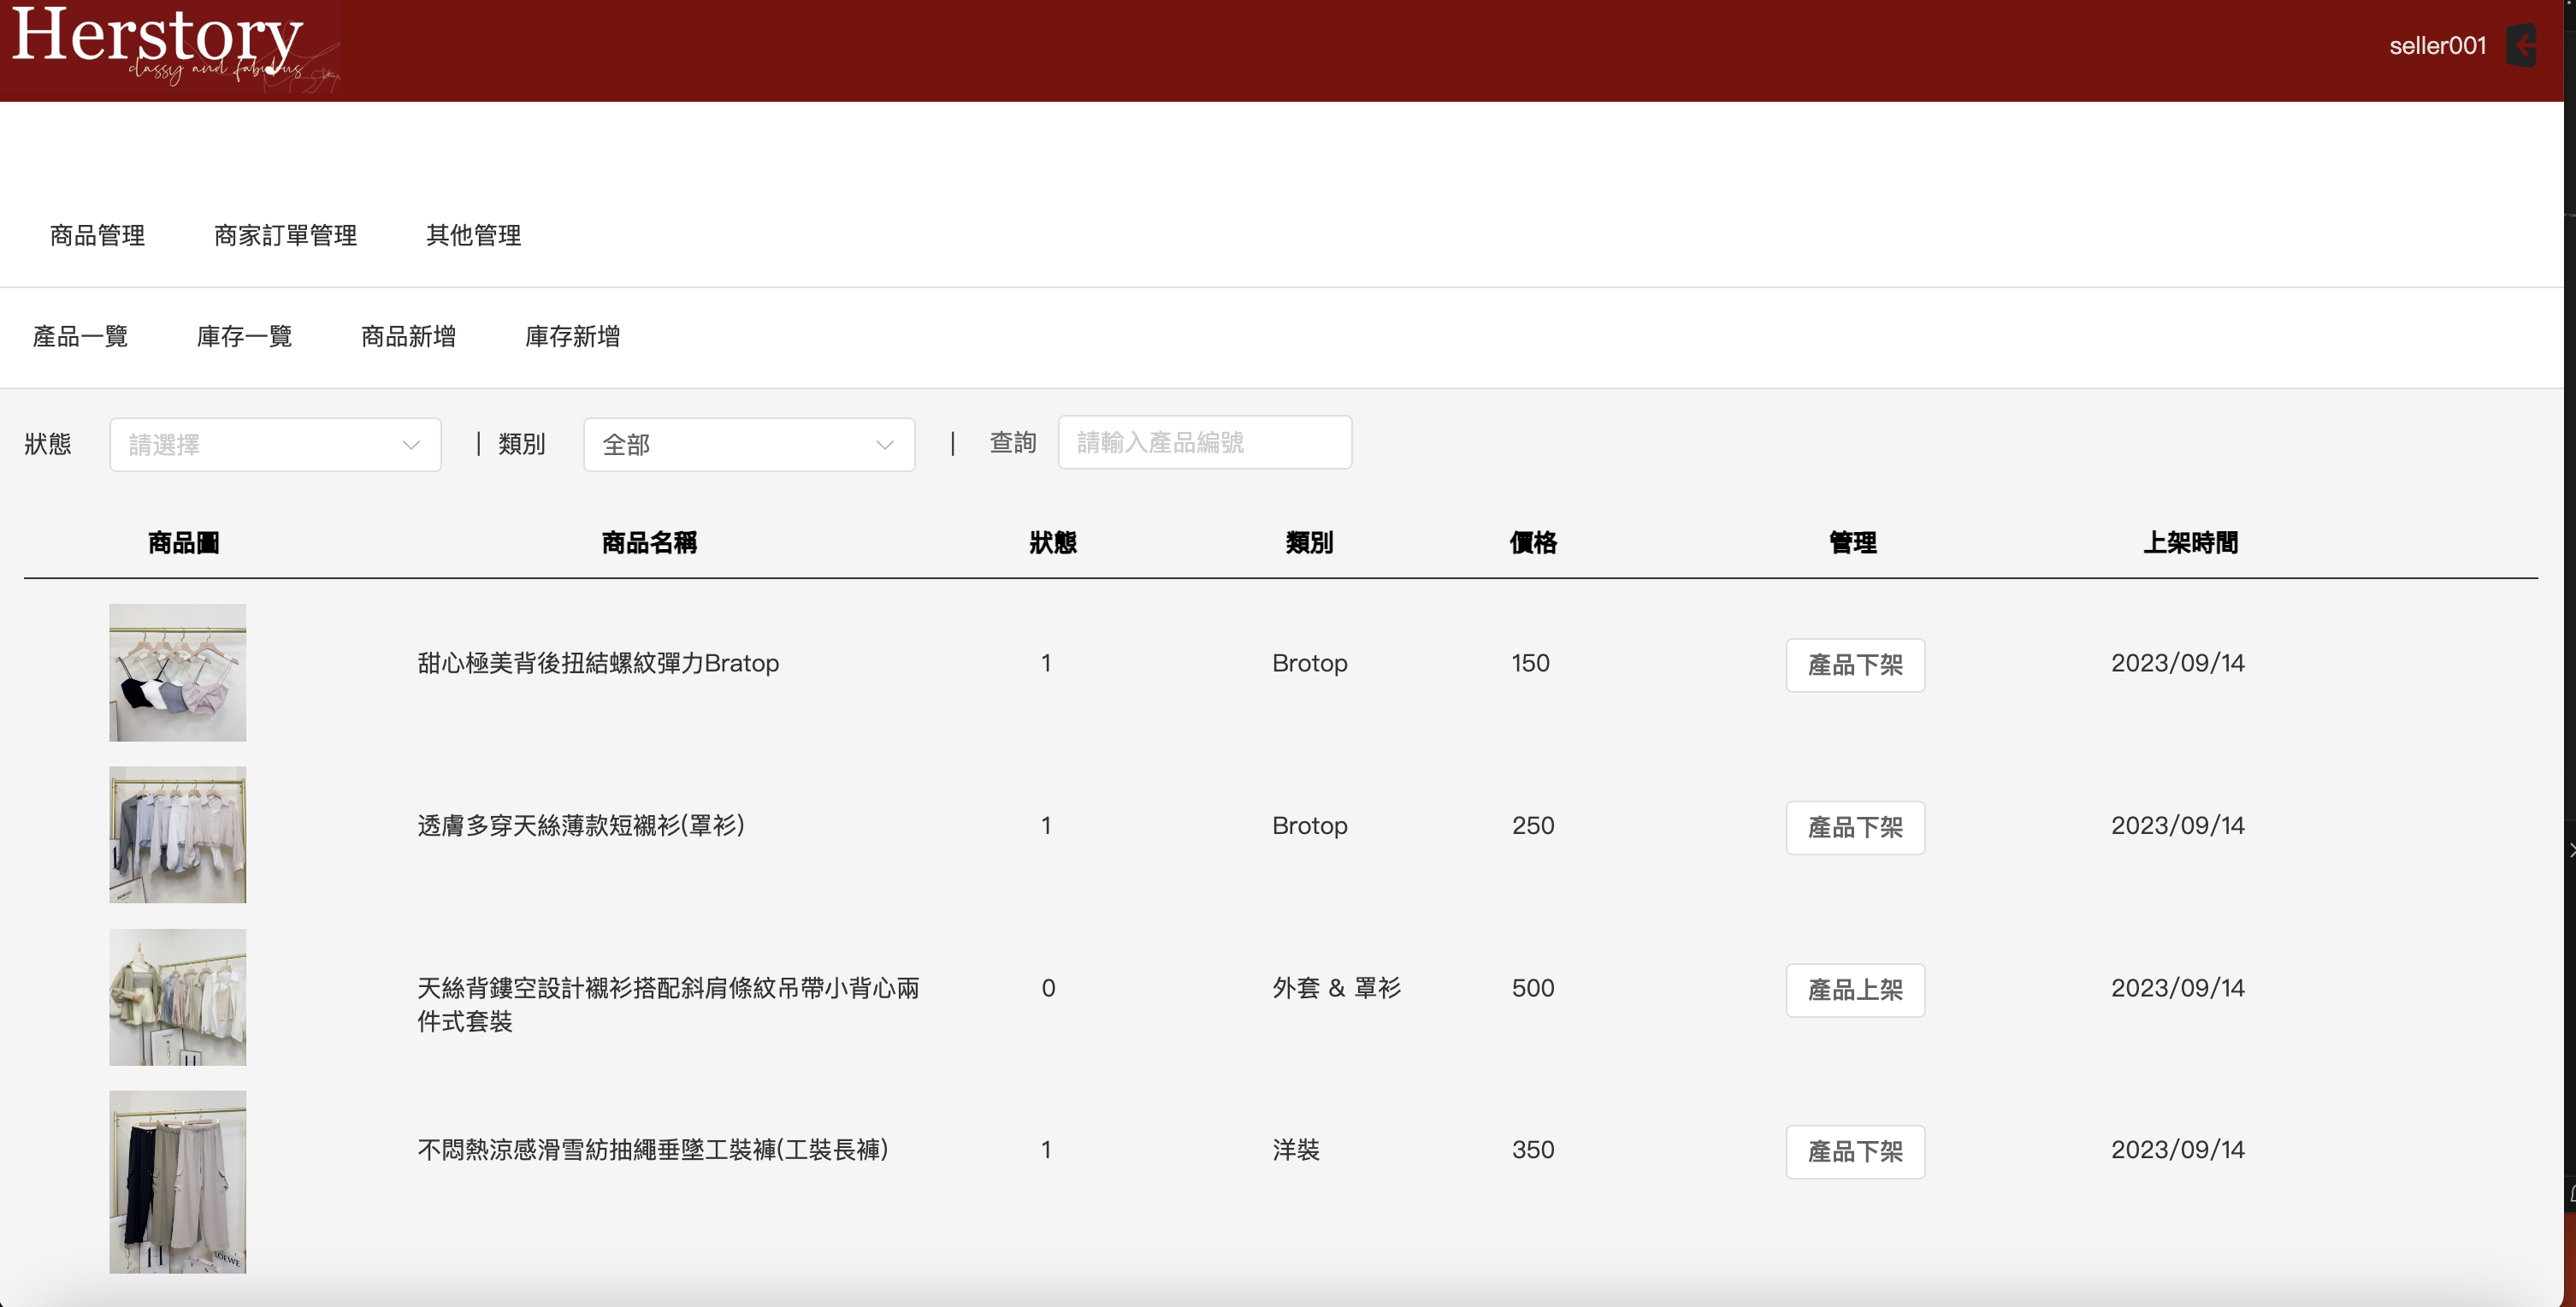 Herstory
classy and fabulous
seller001
商品管理 商家訂單管理 其他管理
產品一覽 庫存一覽 商品新增 庫存新增
狀態 請選擇 | 類別 全部 | 查詢 請輸入產品編號
商品圖 商品名稱 狀態 類別 價格 管理 上架時間
甜心極美背後扭結螺紋彈力Bratop 1 Brotop 150 產品下架 2023/09/14
透膚多穿天絲薄款短襯衫(罩衫) 1 Brotop 250 產品下架 2023/09/14
天絲背鏤空設計襯衫搭配斜肩條紋吊帶小背心兩 0 外套 & 罩衫 500 產品上架 2023/09/14
件式套裝
不悶熱涼感滑雪紡抽繩垂墜工裝褲(工裝長褲) 1 洋裝 350 產品下架 2023/09/14
LOEWE